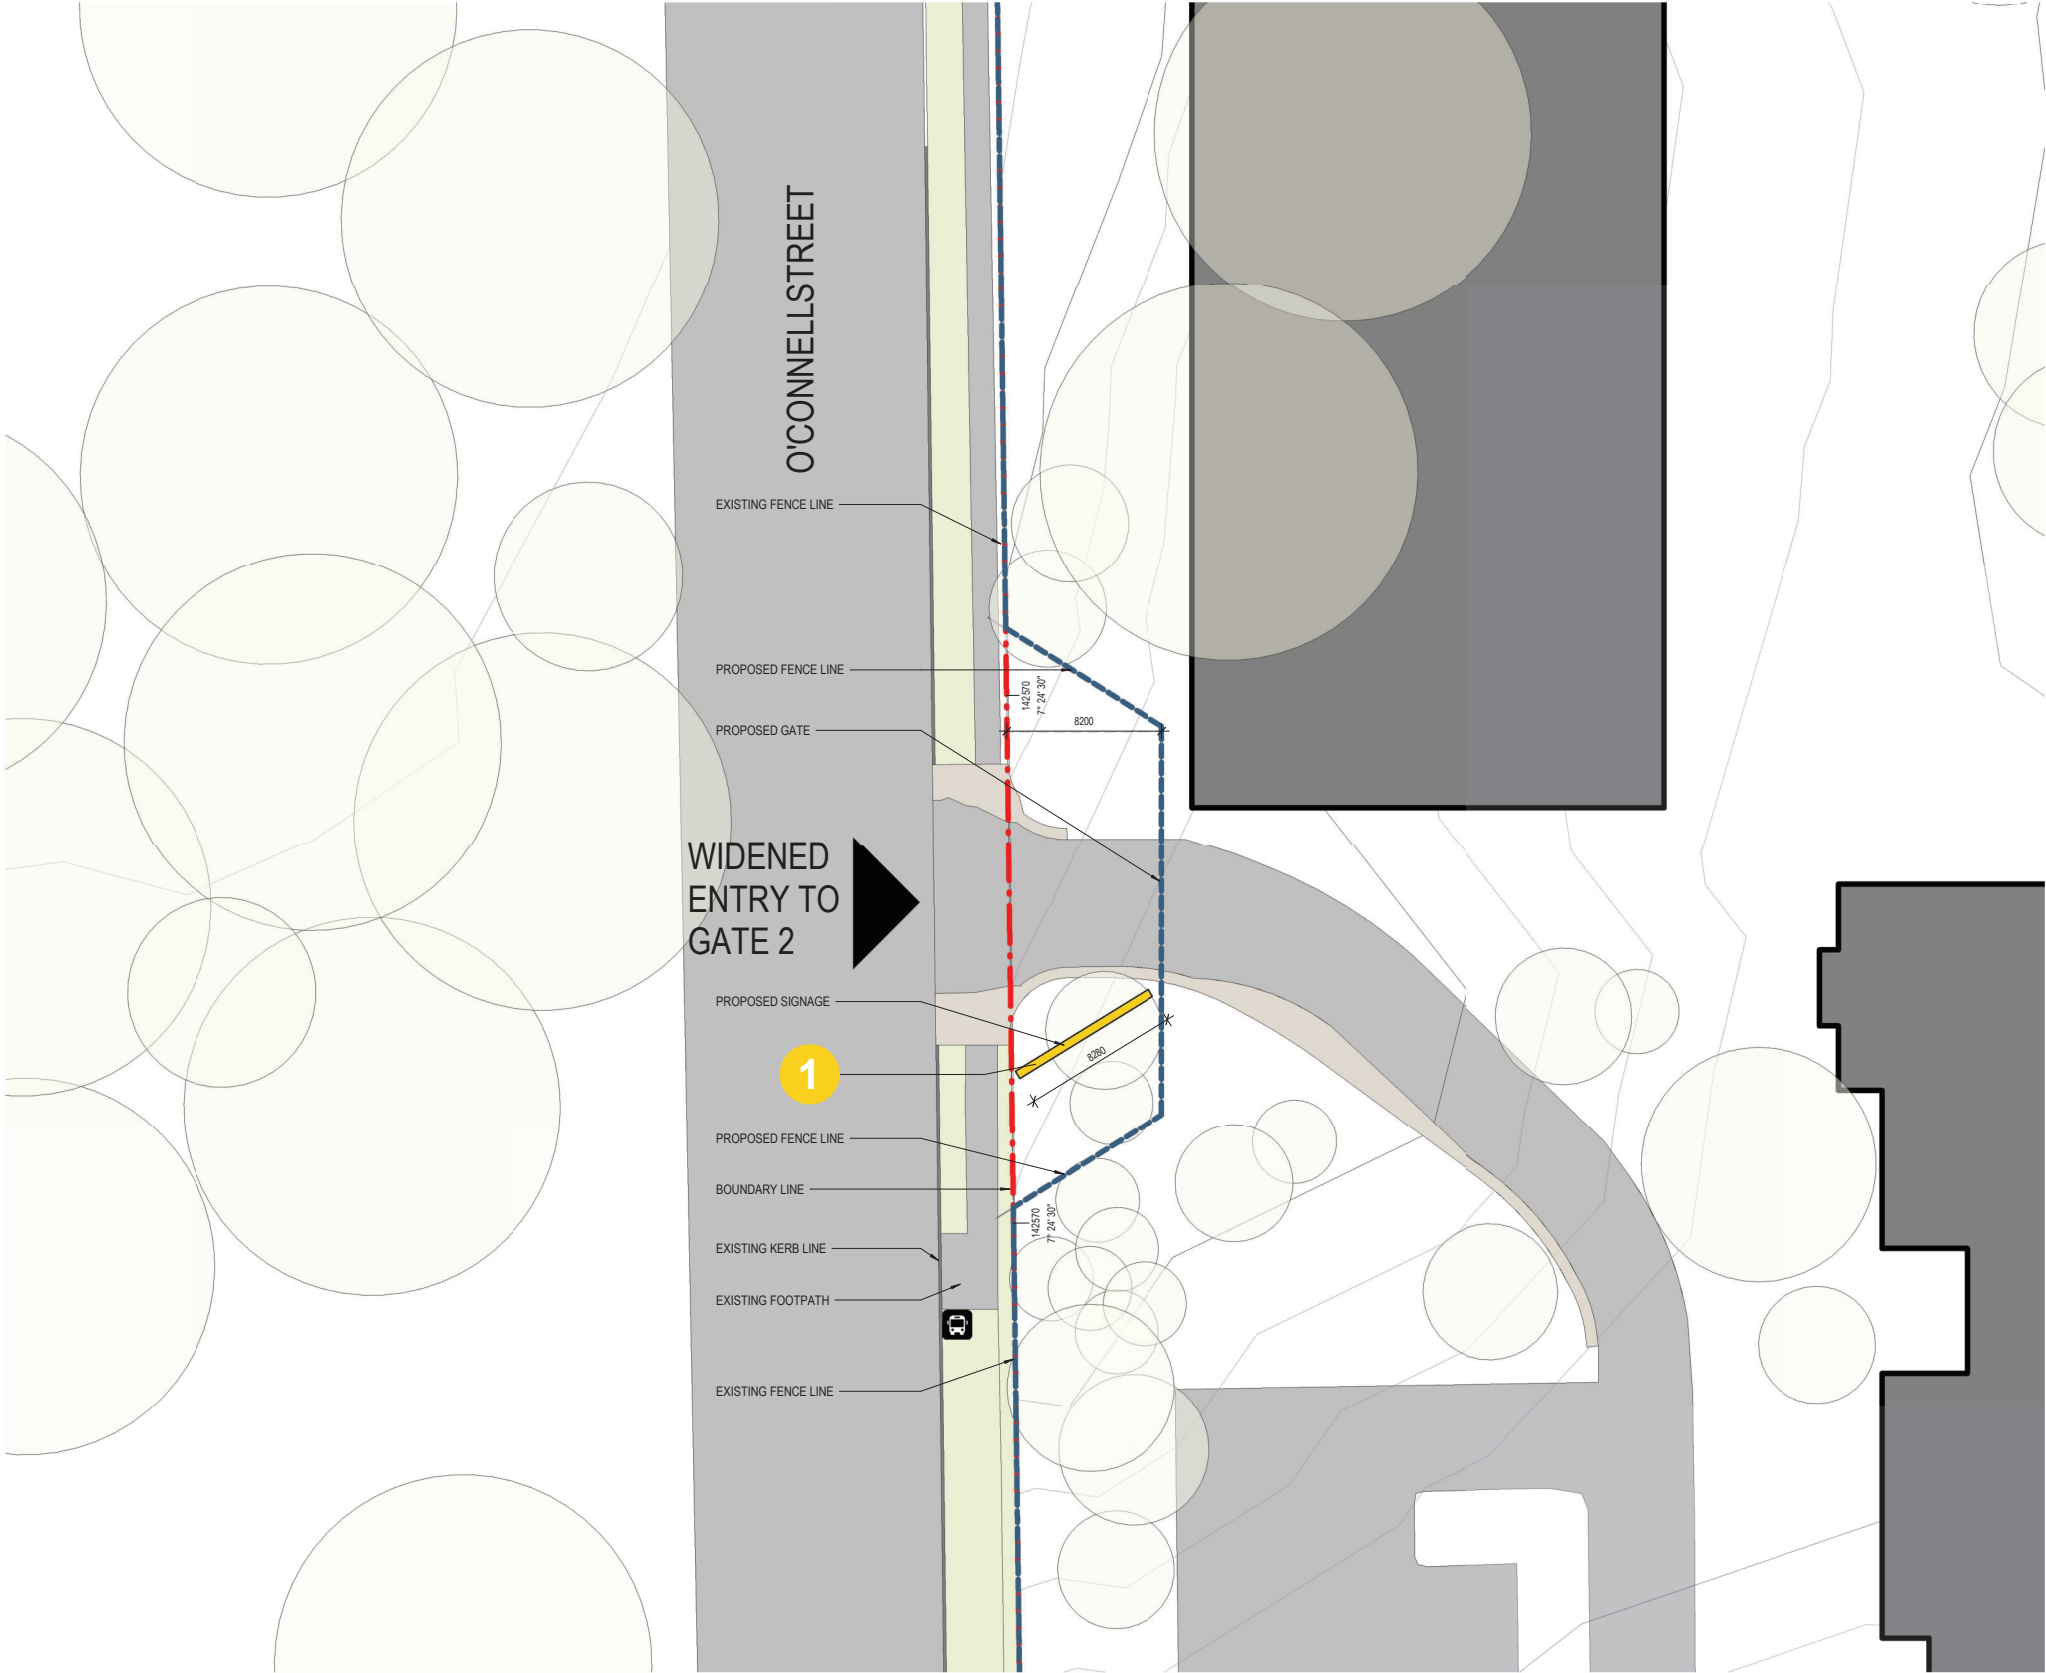 O'CONNELLSTREET
EXISTING FENCE LINE
PROPOSED FENCE LINE
142570
7° 24' 30"
8200
PROPOSED GATE
WIDENED
ENTRY TO
GATE 2
PROPOSED SIGNAGE
8280
1
PROPOSED FENCE LINE
BOUNDARY LINE
142570
7° 24' 30"
EXISTING KERB LINE
EXISTING FOOTPATH
EXISTING FENCE LINE